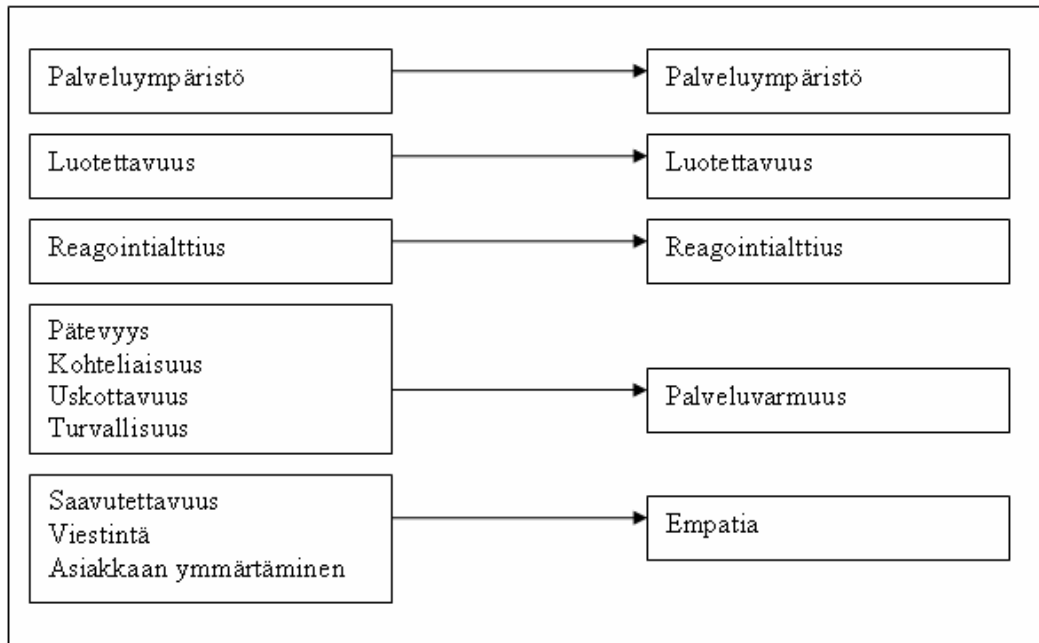 Palveluympäristö
Palveluympäristö
Luotettavuus
Luotettavuus
Reagointialttius
Reagointialttius
Pätevyys
Kohteliaisuus
Uskottavuus
Turvallisuus
Palveluvarmuus
Saavutettavuus
Viestintä
Asiakkaan ymmärtäminen
Empatia